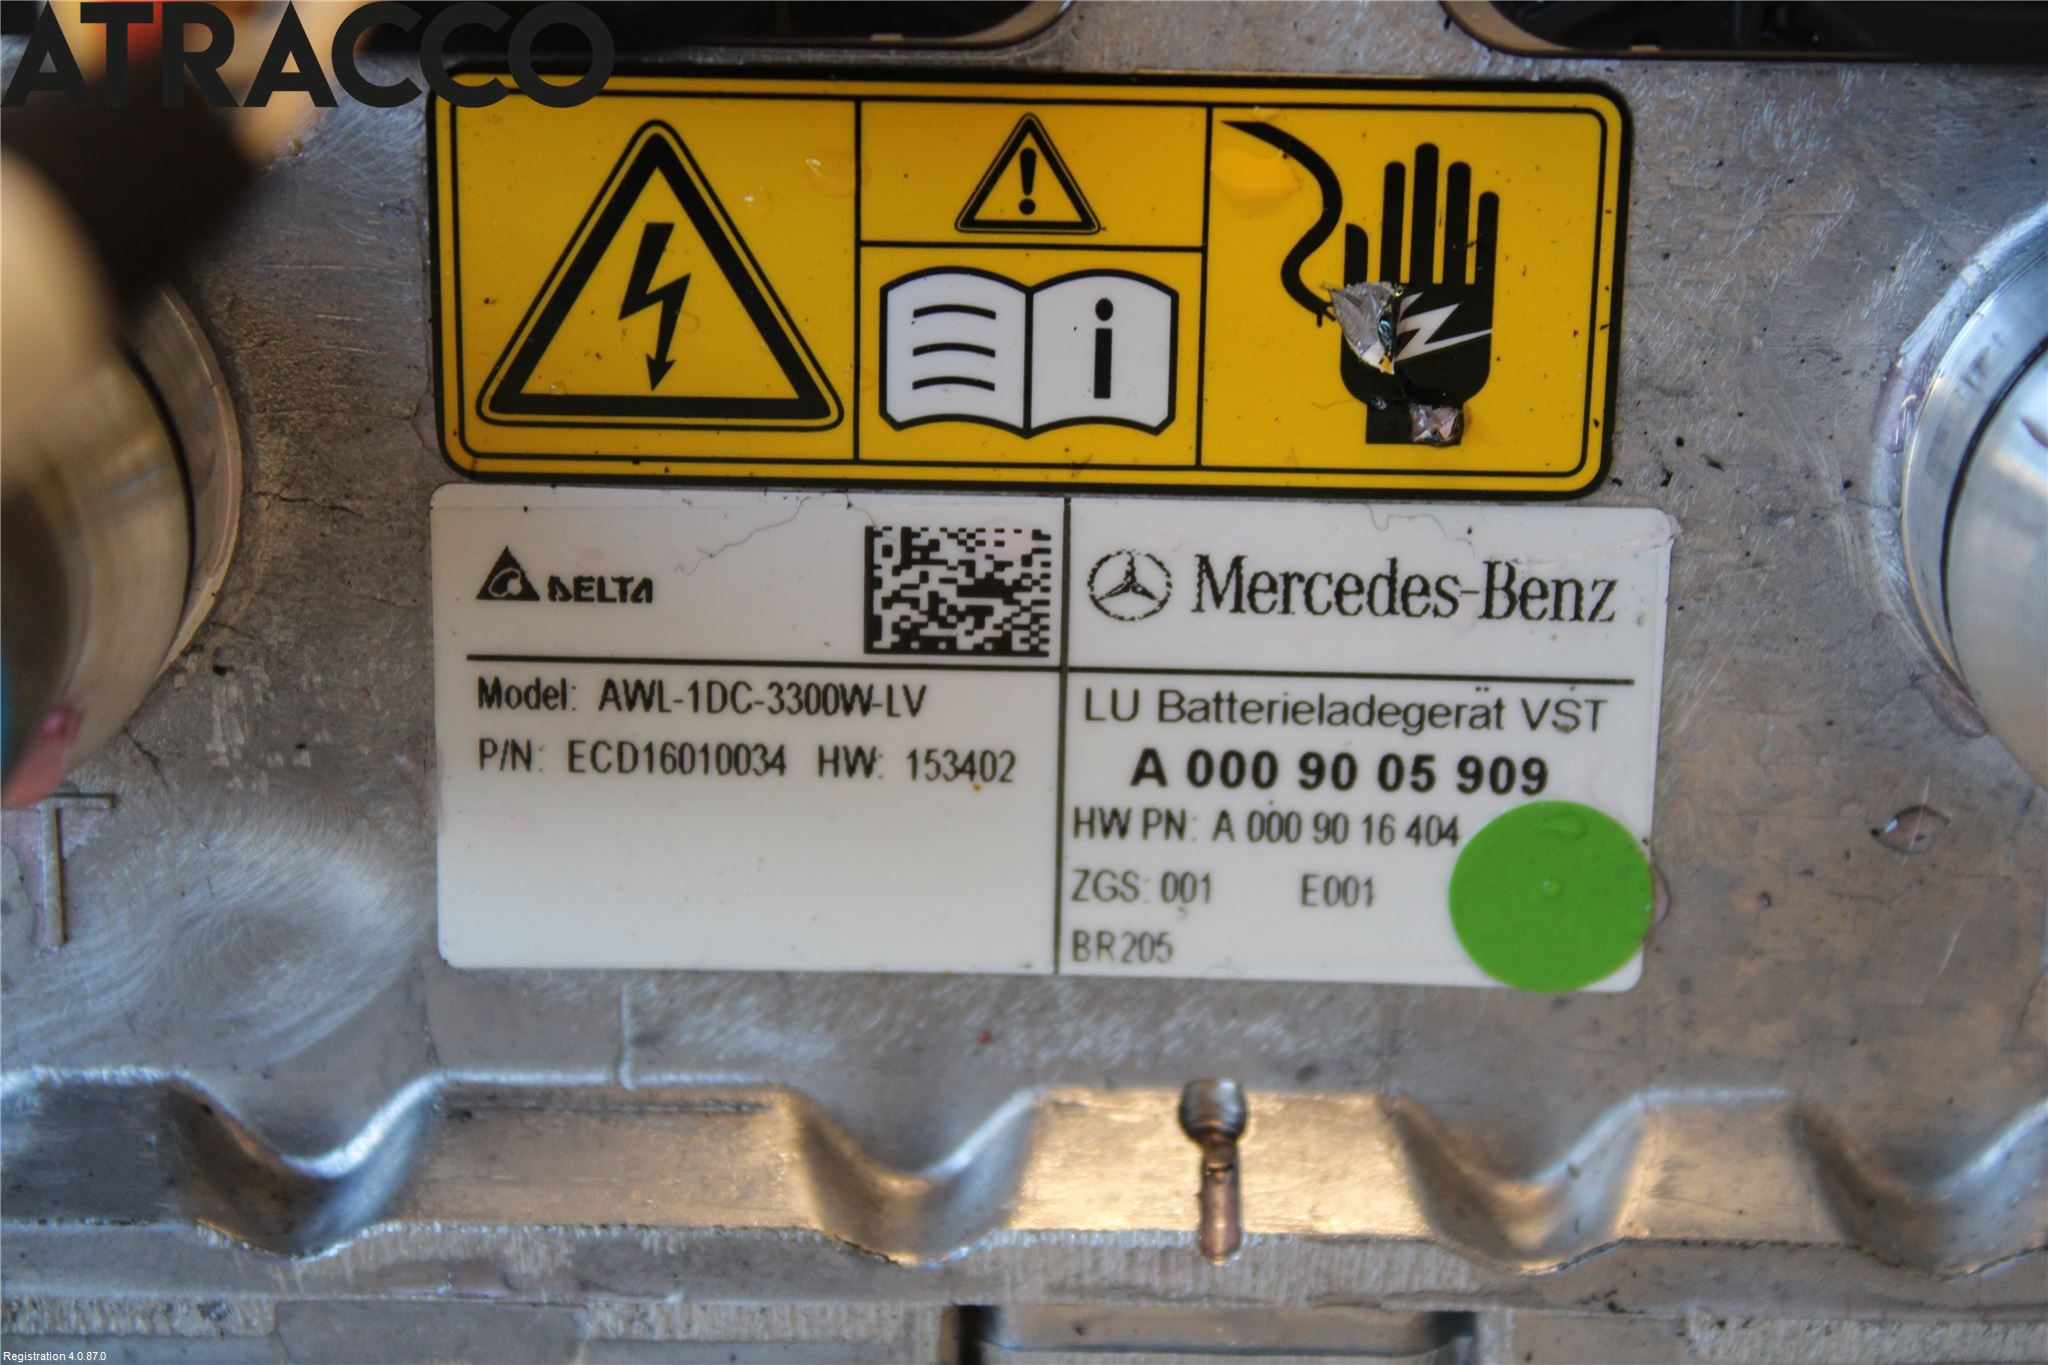 ATRACCO
DELTA
Mercedes-Benz
Model: AWL-1DC-3300W-LV
P/N: ECD16010034 HW: 153402
LU Batterieladegerät VST
A 000 90 05 909
HW PN: A 000 90 16 404
ZGS: 001 E001
BR205
T
Registration 4.0.87.0